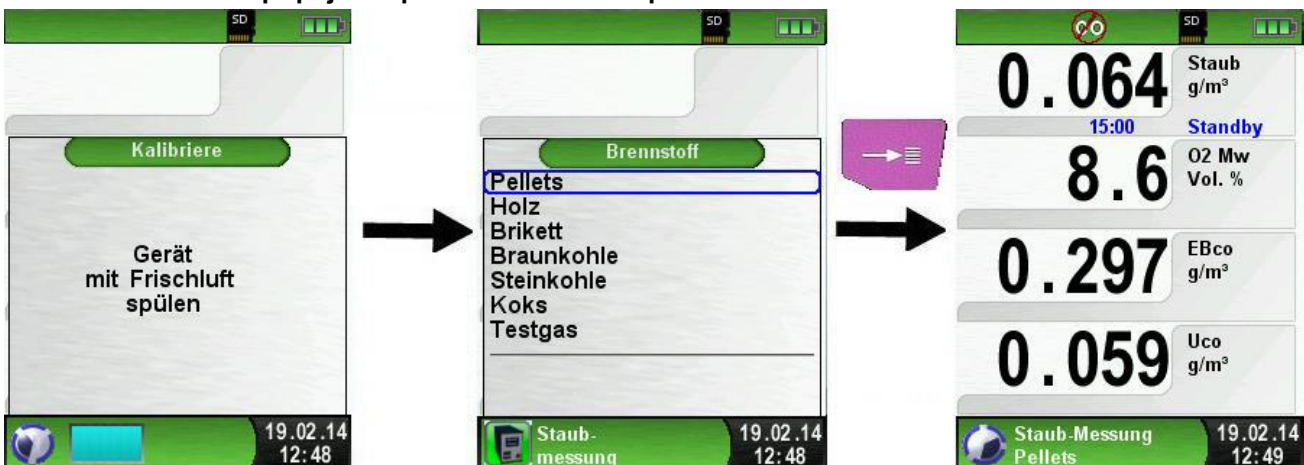 SD
Kalibriere
Gerät
mit Frischluft
spülen
19.02.14
12:48
SD
Brennstoff
Pellets
Holz
Brikett
Braunkohle
Steinkohle
Koks
Testgas
Staub-
messung
19.02.14
12:48
CO
SD
0.064 Staub
g/m³
15:00 Standby
8.6 O2 Mw
Vol. %
0.297 EBco
g/m³
0.059 Uco
g/m³
Staub-Messung
Pellets
19.02.14
12:49